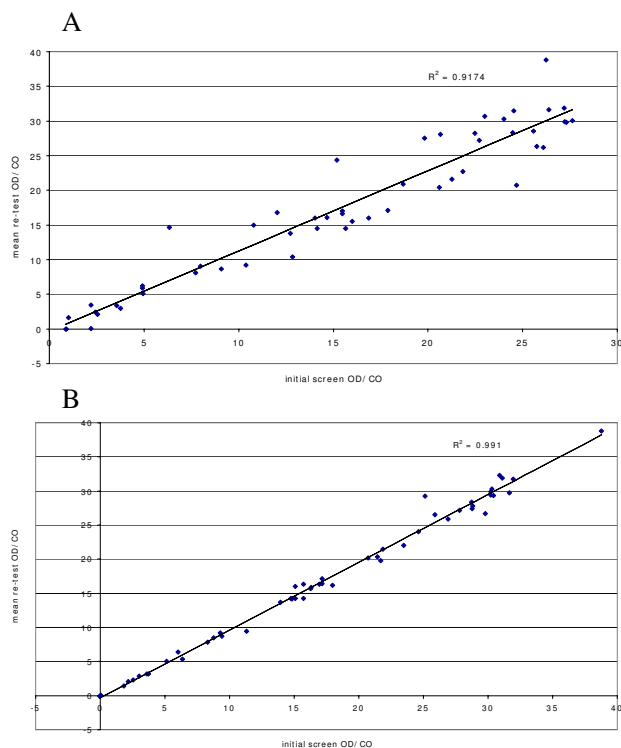 A
40
35
R² = 0.9174
30
25
20
15
10
5
0
-5
mean re-test OD/CO
0 5 10 15 20 25 30
initial screen OD/CO
B
40
R² = 0.991
35
30
25
20
15
10
5
0
-5
mean re-test OD/CO
-5 0 5 10 15 20 25 30 35 40
initial screen OD/CO